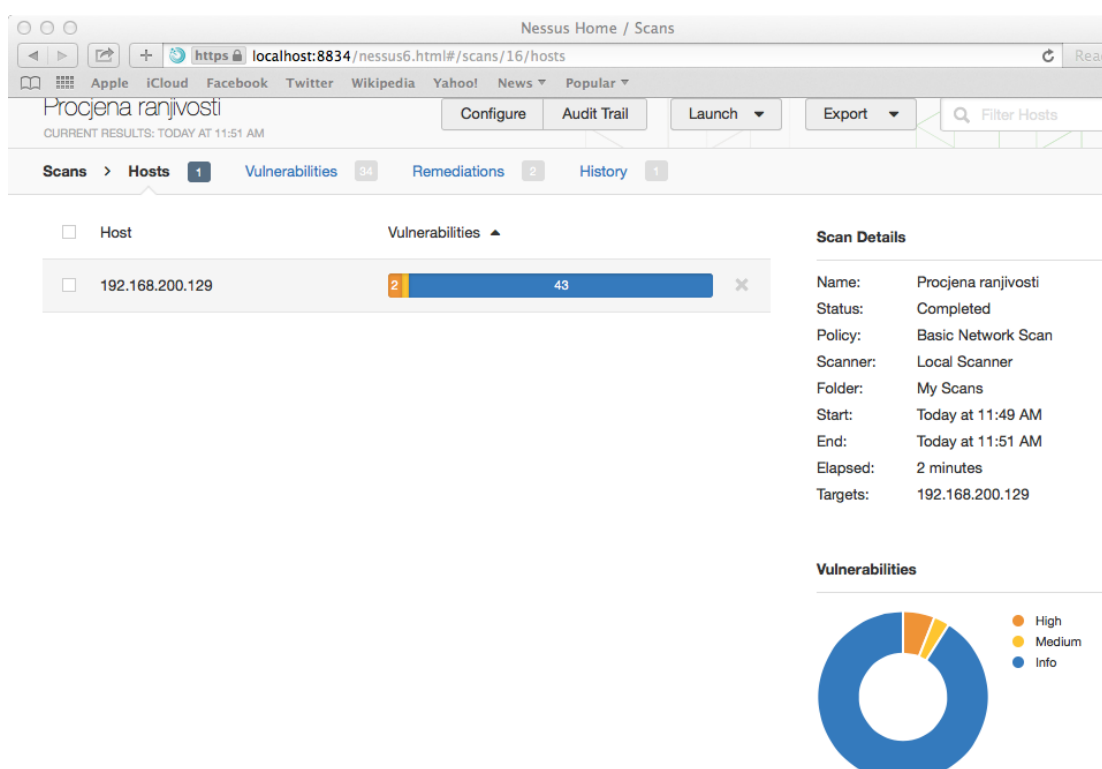 Nessus Home / Scans
https localhost:8834/nessus6.html#/scans/16/hosts
Apple iCloud Facebook Twitter Wikipedia Yahoo! News Popular
Procjena ranjivosti
CURRENT RESULTS: TODAY AT 11:51 AM
Configure Audit Trail Launch Export Filter Hosts
Scans > Hosts 1 Vulnerabilities 34 Remediations 2 History 1
Host Vulnerabilities
192.168.200.129 2 43
Scan Details
Name: Procjena ranjivosti
Status: Completed
Policy: Basic Network Scan
Scanner: Local Scanner
Folder: My Scans
Start: Today at 11:49 AM
End: Today at 11:51 AM
Elapsed: 2 minutes
Targets: 192.168.200.129
Vulnerabilities
High
Medium
Info